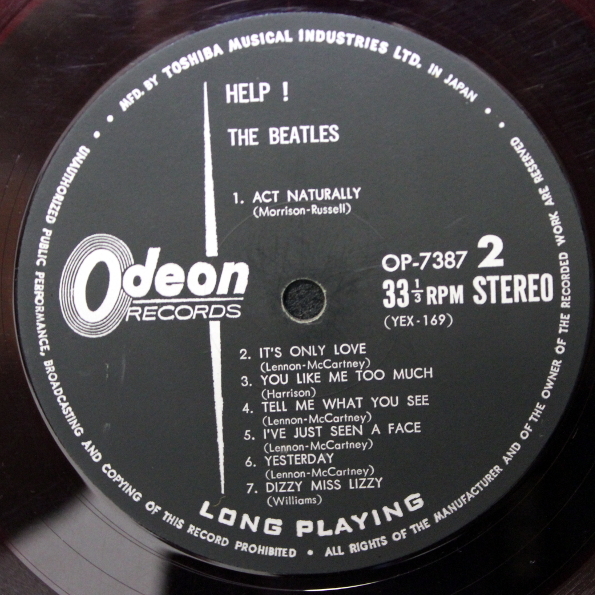 MFD. BY TOSHIBA MUSICAL INDUSTRIES LTD. IN JAPAN
HELP !
THE BEATLES
1. ACT NATURALLY
(Morrison-Russell)
Odeon
RECORDS
OP-7387 2
33⅓ RPM STEREO
(YEX-169)
2. IT'S ONLY LOVE
(Lennon-McCartney)
3. YOU LIKE ME TOO MUCH
(Harrison)
4. TELL ME WHAT YOU SEE
(Lennon-McCartney)
5. I'VE JUST SEEN A FACE
(Lennon-McCartney)
6. YESTERDAY
(Lennon-McCartney)
7. DIZZY MISS LIZZY
(Williams)
LONG PLAYING
UNAUTHORIZED PUBLIC PERFORMANCE, BROADCASTING AND COPYING OF THIS RECORD PROHIBITED • ALL RIGHTS OF THE MANUFACTURER AND OF THE OWNER OF THE RECORDED WORK ARE RESERVED